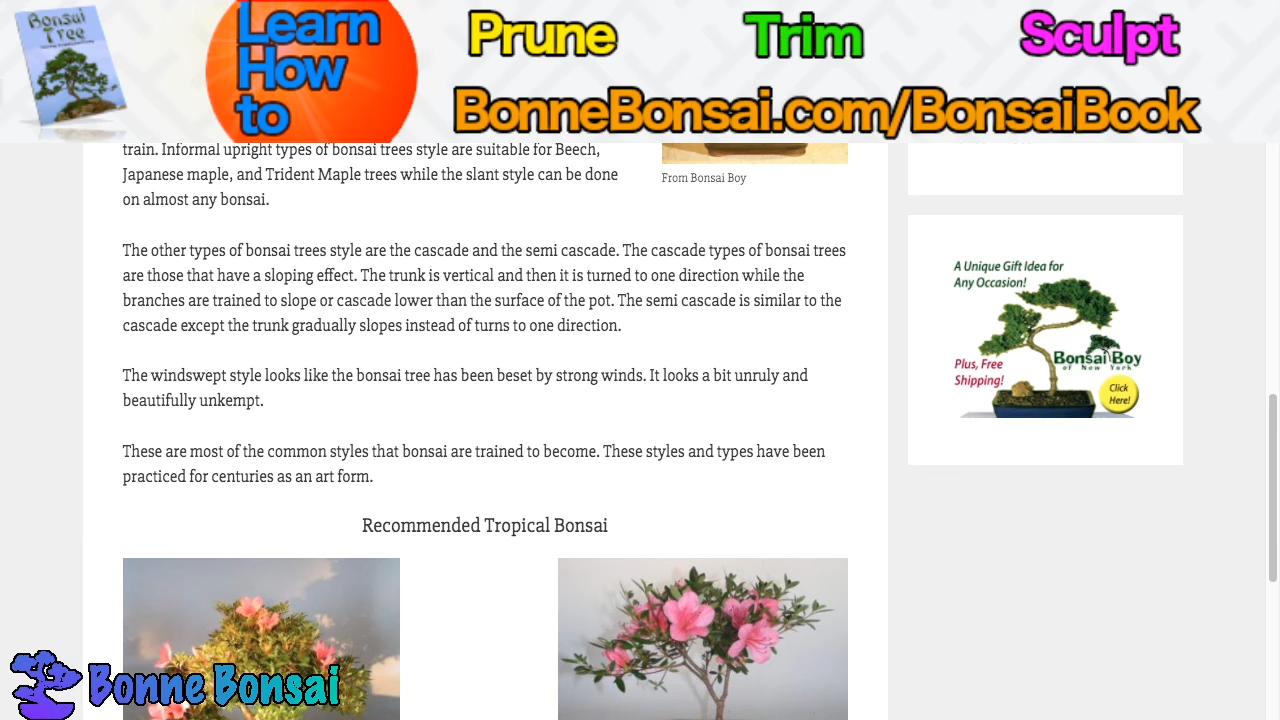 Bonsai
Tree
Learn
How
to
Prune
Trim
Sculpt
BonneBonsai.com/BonsaiBook
train. Informal upright types of bonsai trees style are suitable for Beech,
Japanese maple, and Trident Maple trees while the slant style can be done
on almost any bonsai.
From Bonsai Boy
The other types of bonsai trees style are the cascade and the semi cascade. The cascade types of bonsai trees
are those that have a sloping effect. The trunk is vertical and then it is turned to one direction while the
branches are trained to slope or cascade lower than the surface of the pot. The semi cascade is similar to the
cascade except the trunk gradually slopes instead of turns to one direction.
The windswept style looks like the bonsai tree has been beset by strong winds. It looks a bit unruly and
beautifully unkempt.
These are most of the common styles that bonsai are trained to become. These styles and types have been
practiced for centuries as an art form.
Recommended Tropical Bonsai
A Unique Gift Idea for
Any Occasion!
Plus, Free
Shipping!
Bonsai Boy
of New York
Click
Here!
Bonne Bonsai